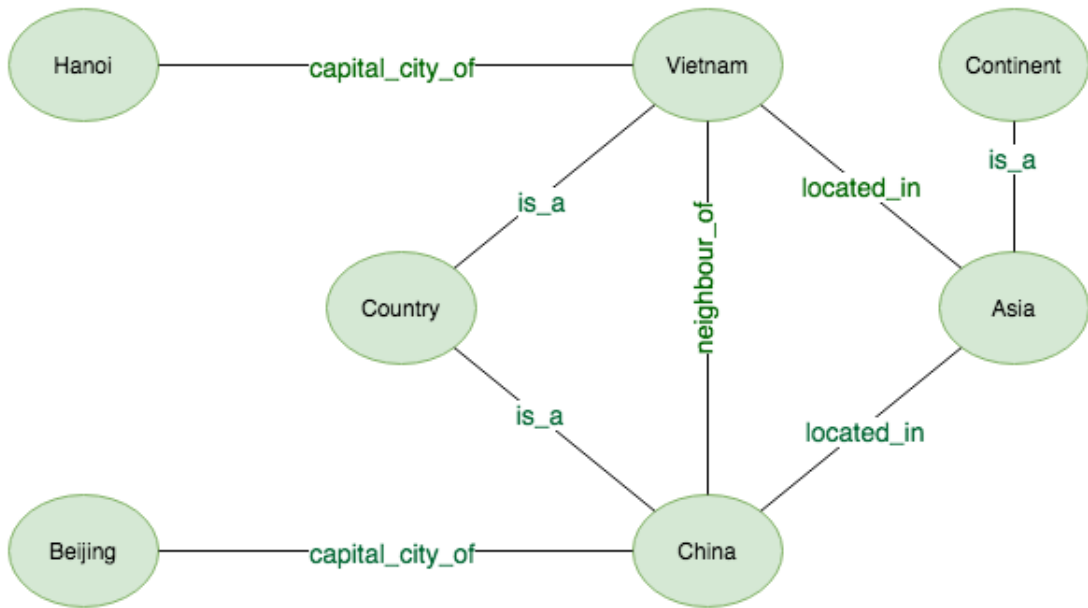 Hanoi
capital_city_of
Vietnam
Continent
is_a
located_in
is_a
neighbour_of
Country
Asia
is_a
located_in
Beijing
capital_city_of
China